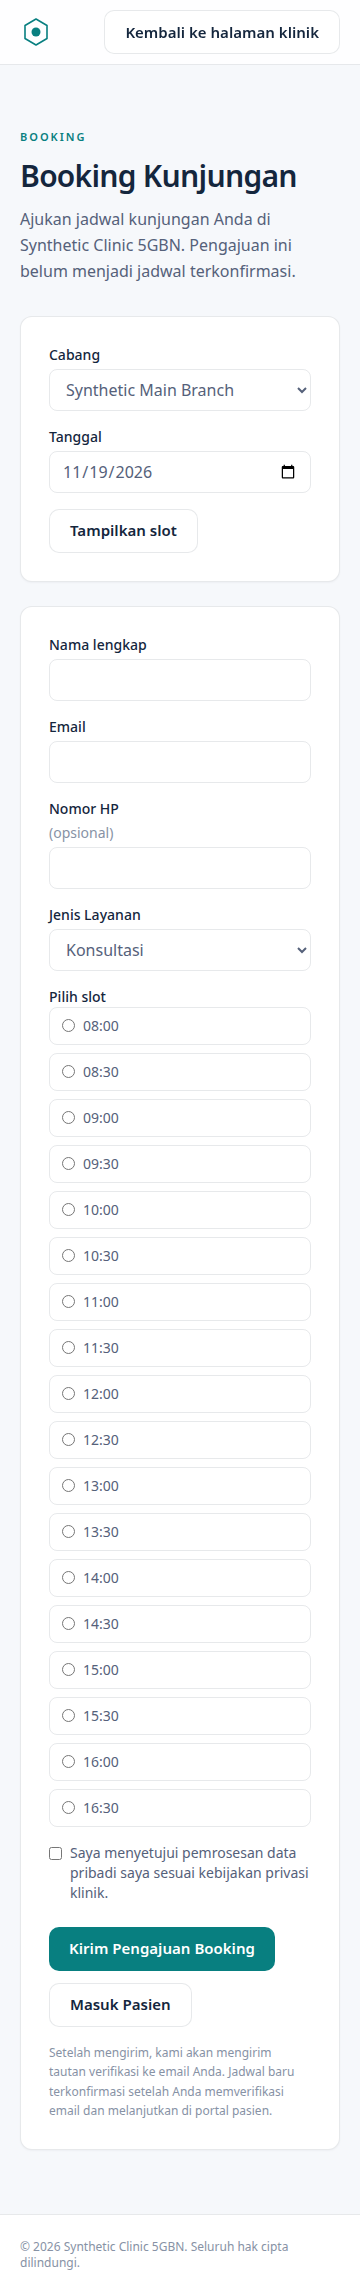 Kembali ke halaman klinik
BOOKING
Booking Kunjungan
Ajukan jadwal kunjungan Anda di
Synthetic Clinic 5GBN. Pengajuan ini
belum menjadi jadwal terkonfirmasi.
Cabang
Synthetic Main Branch
Tanggal
11/19/2026
Tampilkan slot
Nama lengkap
Email
Nomor HP
(opsional)
Jenis Layanan
Konsultasi
Pilih slot
08:00
08:30
09:00
09:30
10:00
10:30
11:00
11:30
12:00
12:30
13:00
13:30
14:00
14:30
15:00
15:30
16:00
16:30
Saya menyetujui pemrosesan data
pribadi saya sesuai kebijakan privasi
klinik.
Kirim Pengajuan Booking
Masuk Pasien
Setelah mengirim, kami akan mengirim
tautan verifikasi ke email Anda. Jadwal baru
terkonfirmasi setelah Anda memverifikasi
email dan melanjutkan di portal pasien.
© 2026 Synthetic Clinic 5GBN. Seluruh hak cipta
dilindungi.